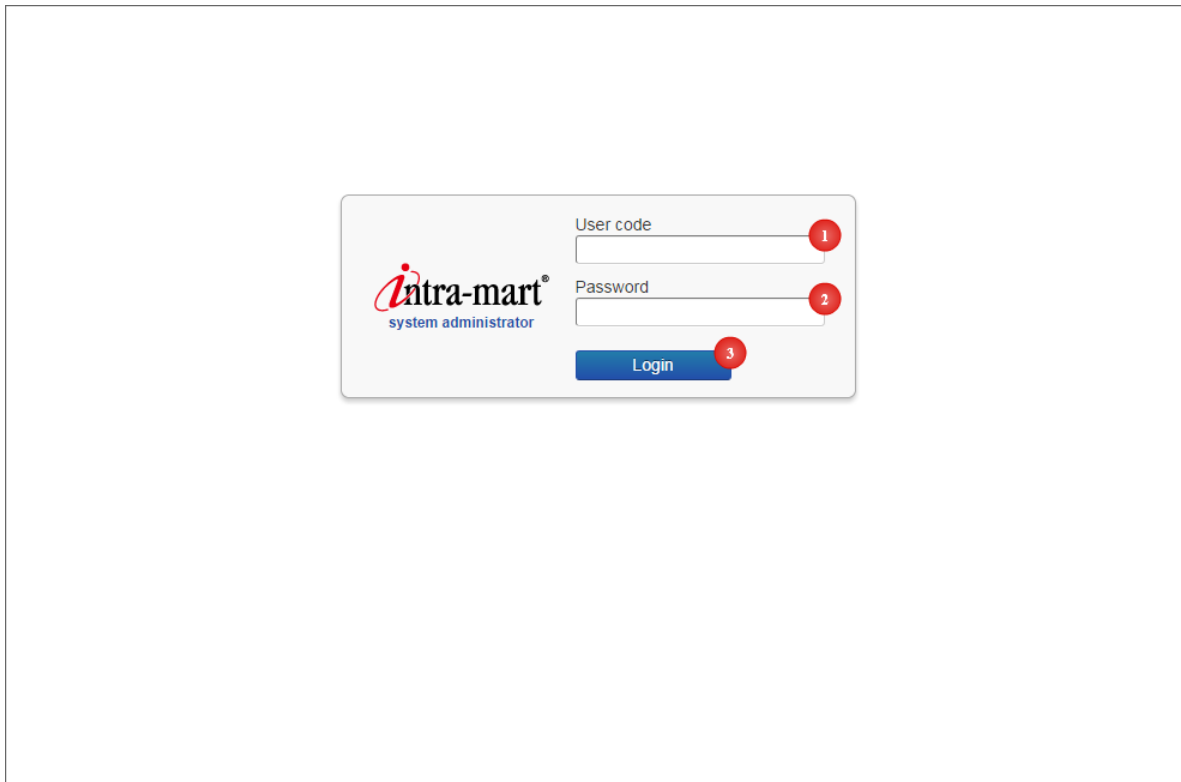 User code
1
intra-mart®
system administrator
Password
2
Login
3